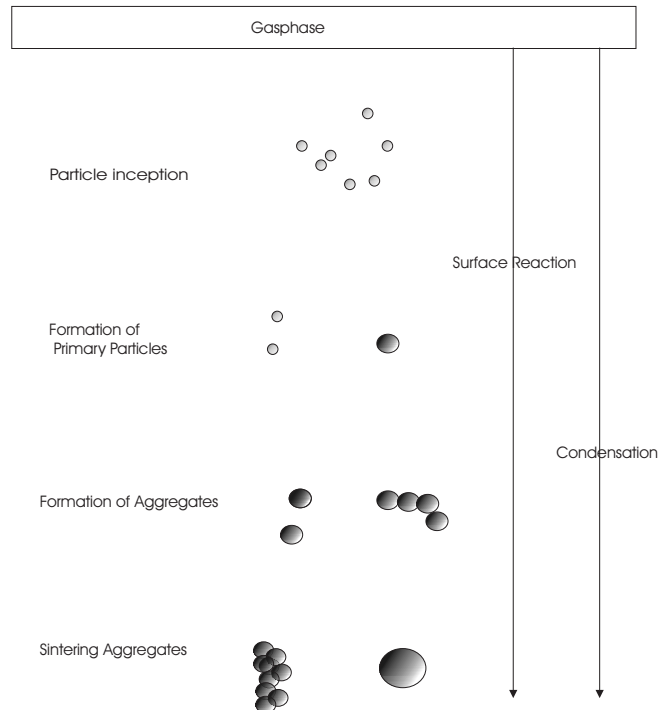 Gasphase
Particle inception
Surface Reaction
Formation of
Primary Particles
Condensation
Formation of Aggregates
Sintering Aggregates